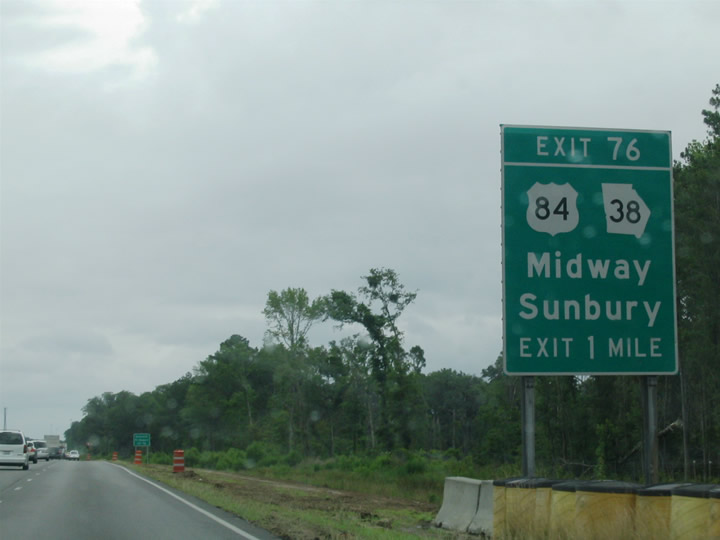 EXIT 76
84 38
Midway
Sunbury
EXIT 1 MILE